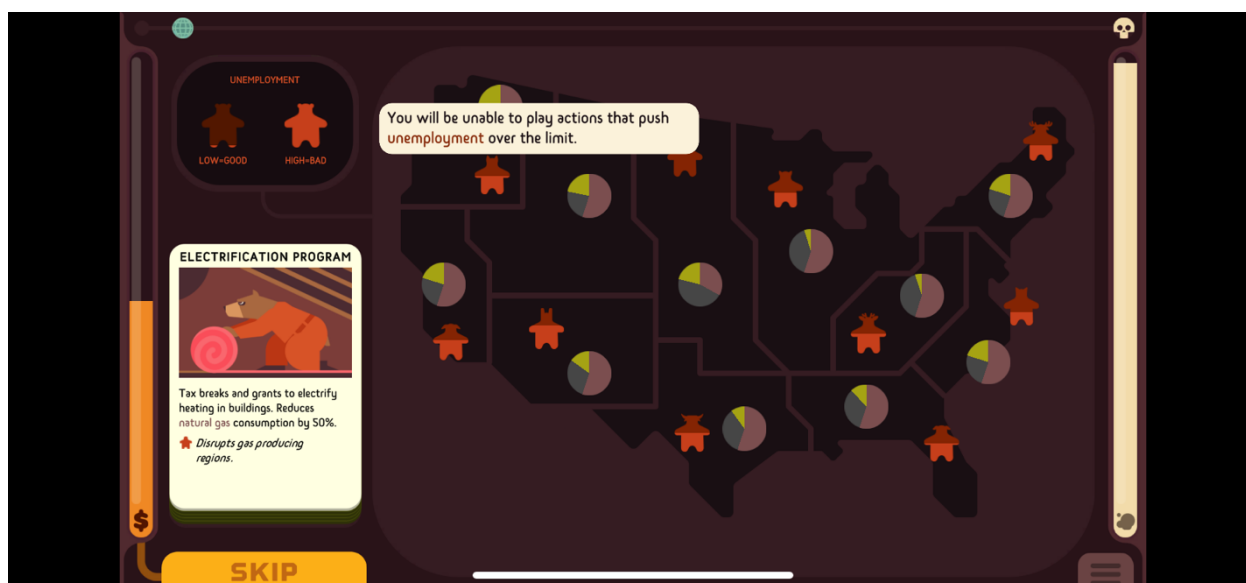 UNEMPLOYMENT
LOW=GOOD
HIGH=BAD
You will be unable to play actions that push
unemployment over the limit.
ELECTRIFICATION PROGRAM
Tax breaks and grants to electrify
heating in buildings. Reduces
natural gas consumption by 50%.
Disrupts gas producing
regions.
$
SKIP